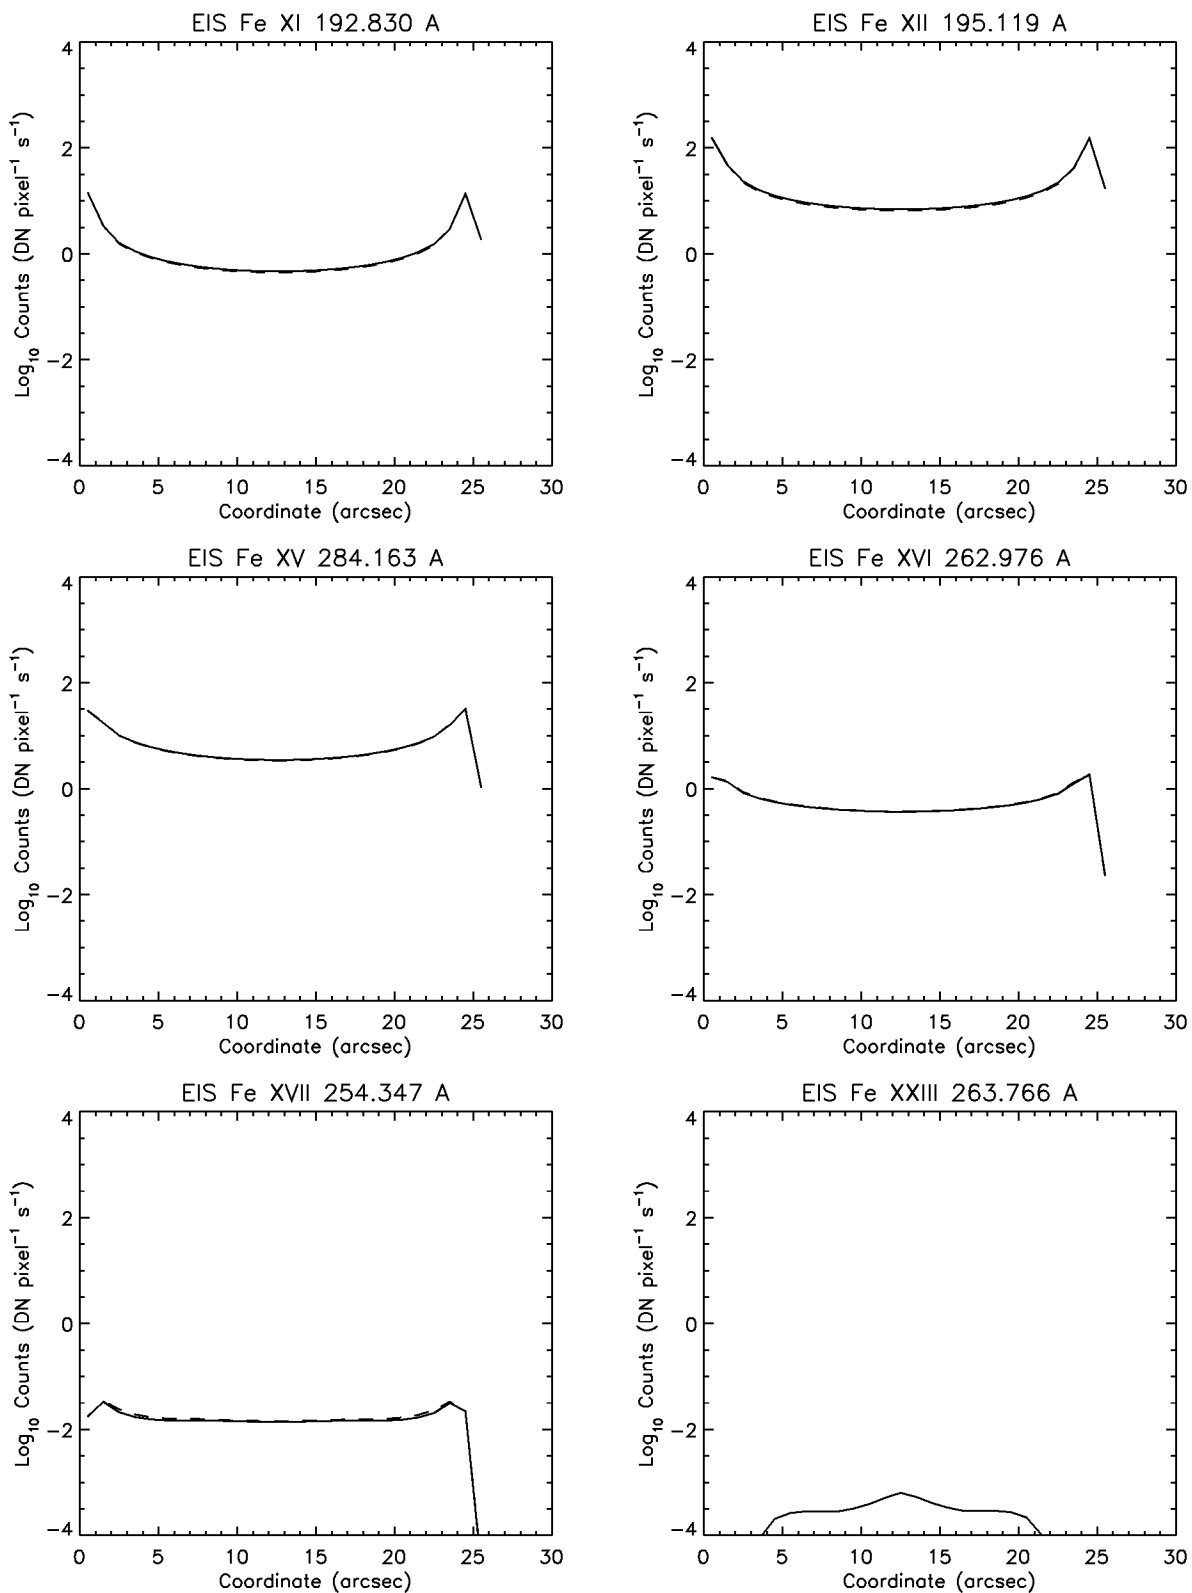 EIS Fe XI 192.830 A
4
2
0
−2
−4
Log10 Counts (DN pixel−1 s−1)
0 5 10 15 20 25 30
Coordinate (arcsec)
EIS Fe XII 195.119 A
4
2
0
−2
−4
Log10 Counts (DN pixel−1 s−1)
0 5 10 15 20 25 30
Coordinate (arcsec)
EIS Fe XV 284.163 A
4
2
0
−2
−4
Log10 Counts (DN pixel−1 s−1)
0 5 10 15 20 25 30
Coordinate (arcsec)
EIS Fe XVI 262.976 A
4
2
0
−2
−4
Log10 Counts (DN pixel−1 s−1)
0 5 10 15 20 25 30
Coordinate (arcsec)
EIS Fe XVII 254.347 A
4
2
0
−2
−4
Log10 Counts (DN pixel−1 s−1)
0 5 10 15 20 25 30
Coordinate (arcsec)
EIS Fe XXIII 263.766 A
4
2
0
−2
−4
Log10 Counts (DN pixel−1 s−1)
0 5 10 15 20 25 30
Coordinate (arcsec)